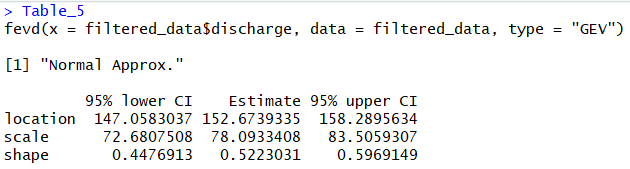 > Table_5
fevd(x = filtered_data$discharge, data = filtered_data, type = "GEV")
[1] "Normal Approx."
95% lower CI Estimate 95% upper CI
location 147.0583037 152.6739335 158.2895634
scale 72.6807508 78.0933408 83.5059307
shape 0.4476913 0.5223031 0.5969149